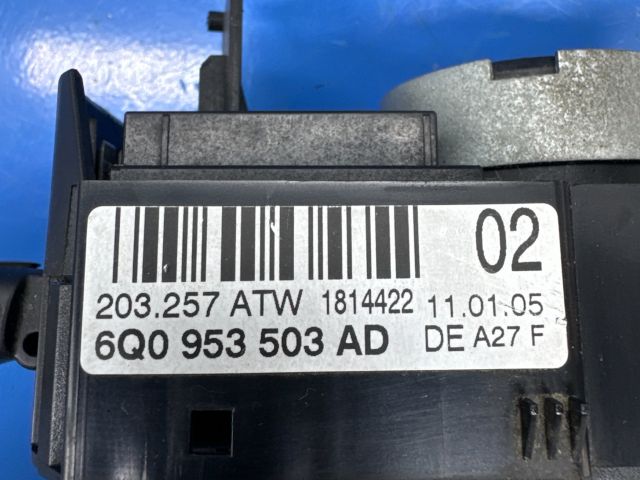 02
203.257 ATW 1814422 11.01.05
6Q0 953 503 AD DE A27 F